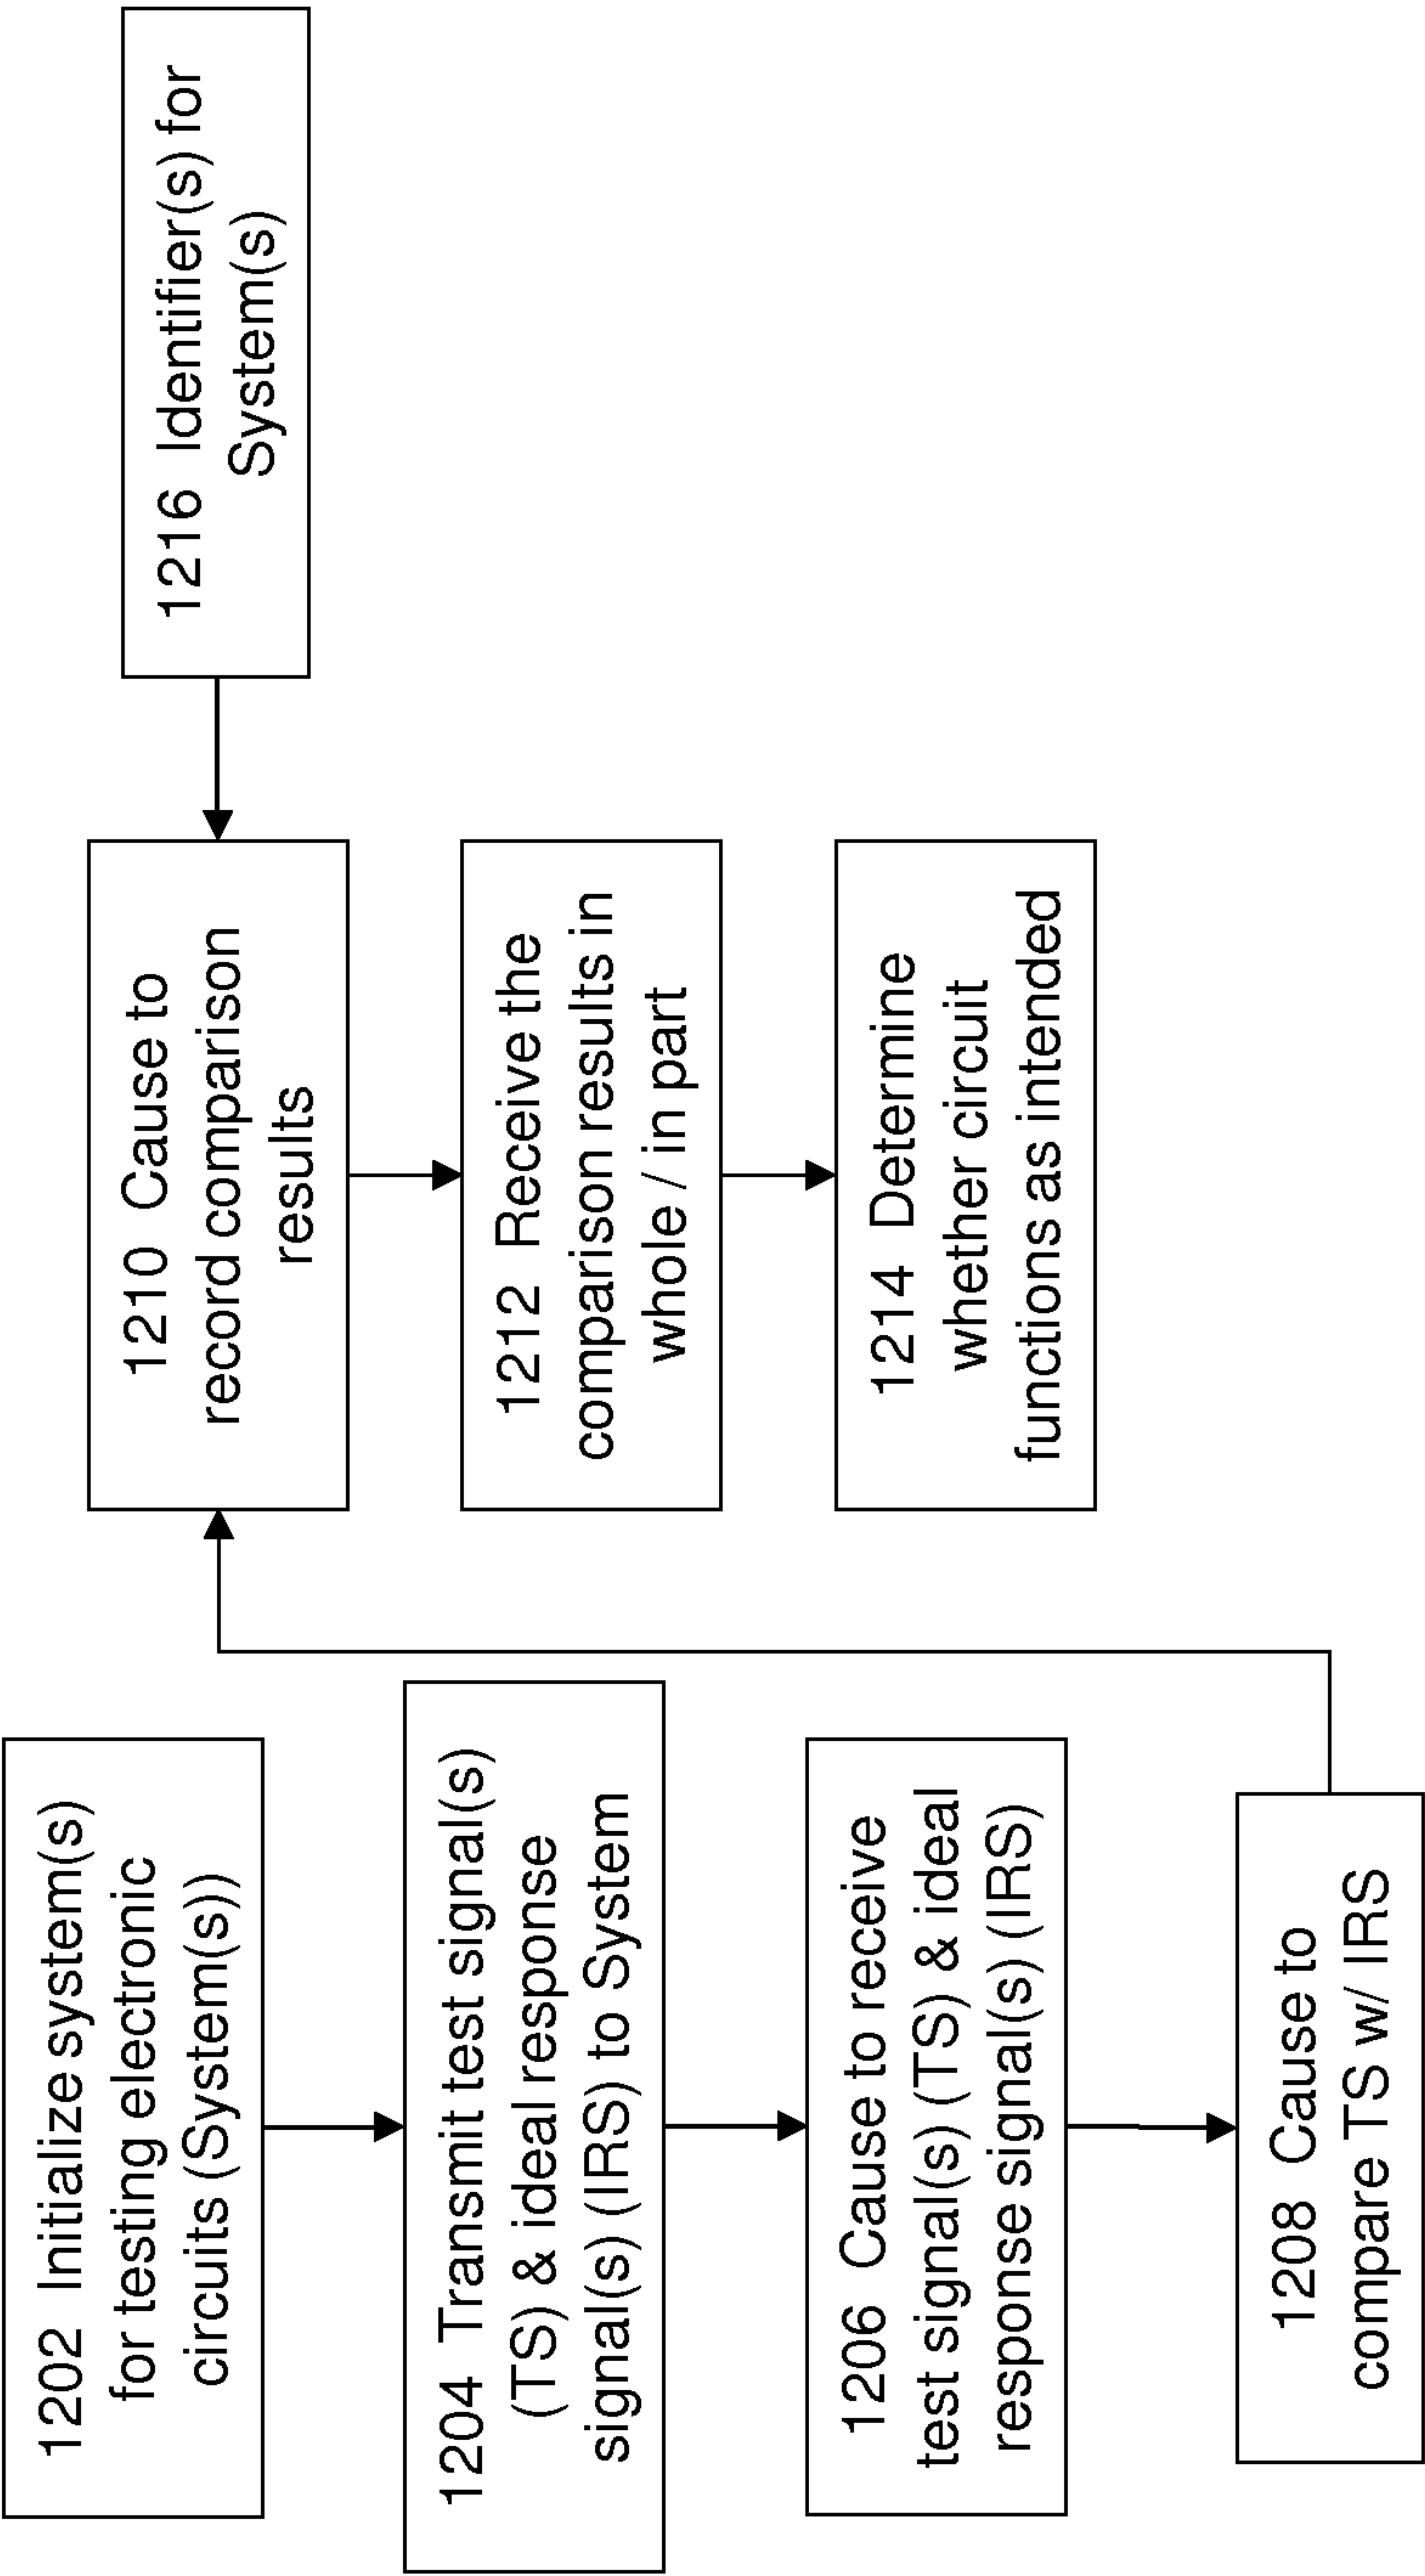 1202 Initialize system(s)
for testing electronic
circuits (System(s))
1204 Transmit test signal(s)
(TS) & ideal response
signal(s) (IRS) to System
1206 Cause to receive
test signal(s) (TS) & ideal
response signal(s) (IRS)
1208 Cause to
compare TS w/ IRS
1210 Cause to
record comparison
results
1212 Receive the
comparison results in
whole / in part
1214 Determine
whether circuit
functions as intended
1216 Identifier(s) for
System(s)